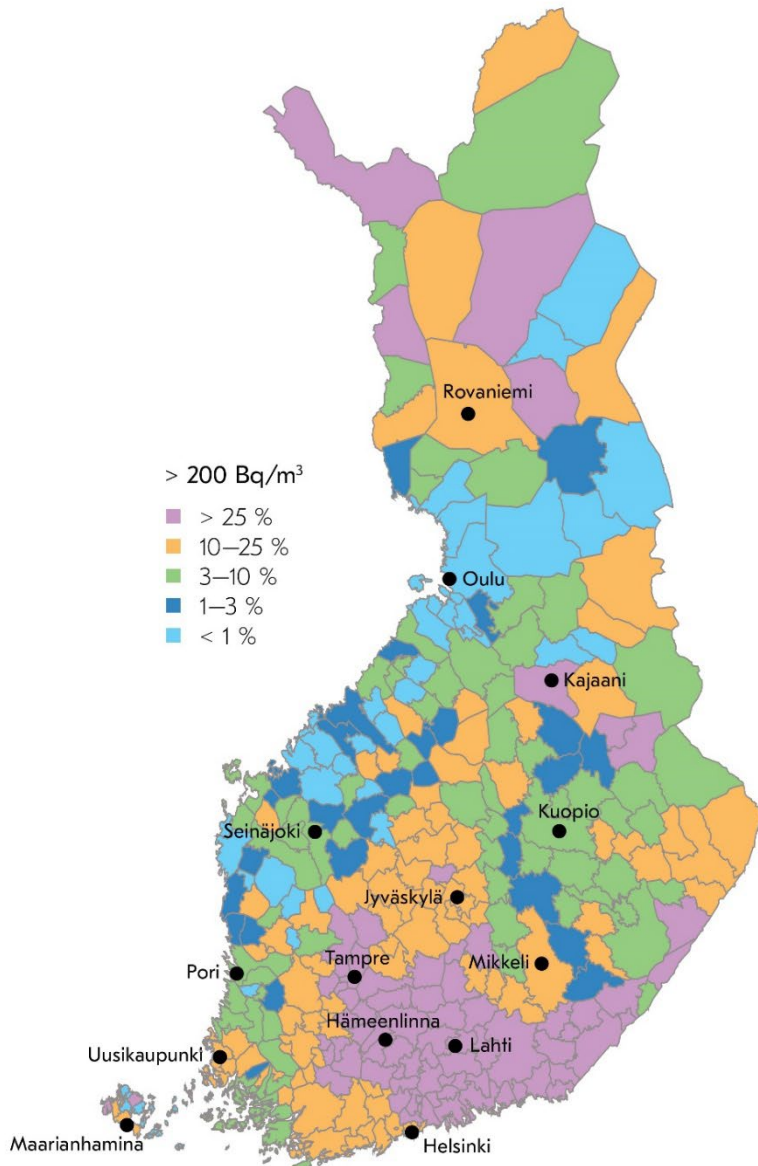 Rovaniemi
> 200 Bq/m³
> 25 %
10–25 %
3–10 %
1–3 %
< 1 %
Oulu
Kajaani
Kuopio
Seinäjoki
Jyväskylä
Mikkeli
Tampre
Pori
Hämeenlinna
Lahti
Uusikaupunki
Maarianhamina
Helsinki